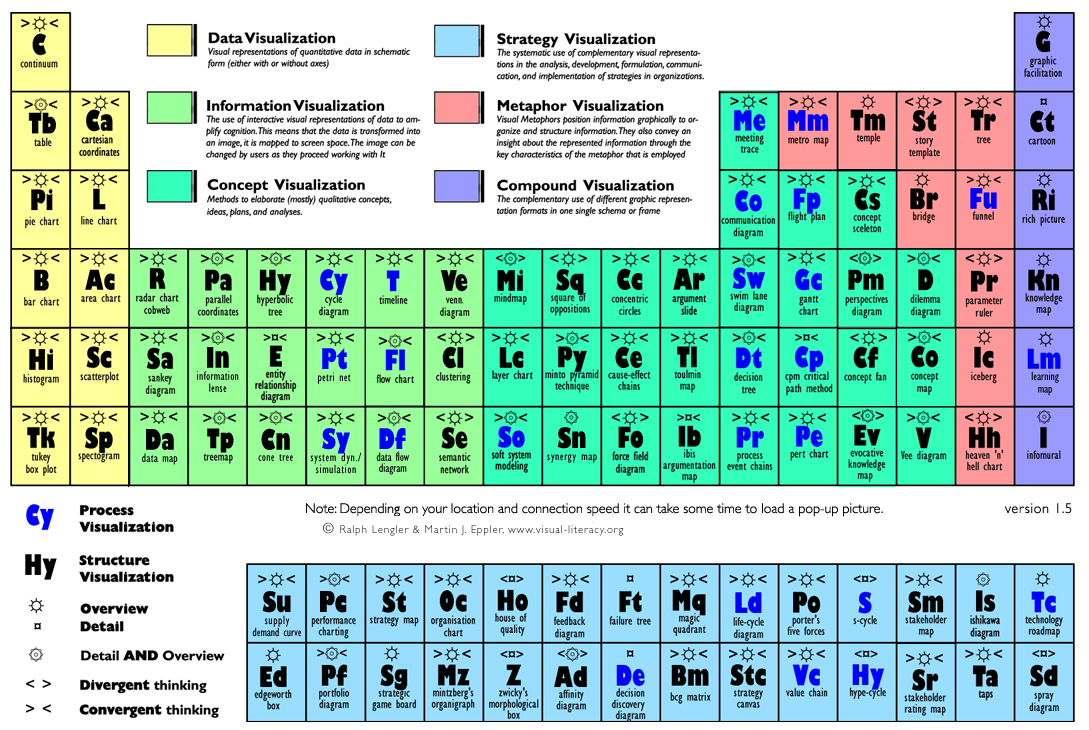 > <
C
continuum
Data Visualization
Visual representations of quantitative data in schematic
form (either with or without axes)
Strategy Visualization
The systematic use of complementary visual representa-
tions in the analysis, development, formulation, communi-
cation, and implementation of strategies in organizations.
G
graphic
facilitation
Information Visualization
The use of interactive visual representations of data to am-
plify cognition. This means that the data is transformed into
an image, it is mapped to screen space. The image can be
changed by users as they proceed working with It
Metaphor Visualization
Visual Metaphors position information graphically to or-
ganize and structure information. They also convey an
insight about the represented information through the
key characteristics of the metaphor that is employed
Concept Visualization
Methods to elaborate (mostly) qualitative concepts,
ideas, plans, and analyses.
Compound Visualization
The complementary use of different graphic represen-
tation formats in one single schema or frame
Tb
table
Ca
cartesian
coordinates
Me
meeting
trace
Mm
metro map
Tm
temple
St
story
template
Tr
tree
Ct
cartoon
Pi
pie chart
L
line chart
Co
communication
diagram
Fp
flight plan
Cs
concept
sceleton
Br
bridge
Fu
funnel
Ri
rich picture
B
bar chart
Ac
area chart
R
radar chart
cobweb
Pa
parallel
coordinates
Hy
hyperbolic
tree
Cy
cycle
diagram
T
timeline
Ve
venn.
diagram
Mi
mindmap
Sq
square of
oppositions
Cc
concentric
circles
Ar
argument
slide
Sw
swim lane
diagram
Gc
gantt
chart
Pm
perspectives
diagram
D
dilemma
diagram
Pr
parameter
ruler
Kn
knowledge
map
Hi
histogram
Sc
scatterplot
Sa
sankey
diagram
In
information
lense
E
entity
relationship
diagram
Pt
petri net
Fl
flow chart
Cl
clustering
Lc
layer chart
Py
minto pyramid
technique
Ce
cause-effect
chains
Tl
toulmin
map
Dt
decision
tree
Cp
cpm critical
path method
Cf
concept fan
Co
concept
map
Ic
iceberg
Lm
learning
map
Tk
tukey
box plot
Sp
spectogram
Da
data map
Tp
treemap
Cn
cone tree
Sy
system dyn./
simulation
Df
data flow
diagram
Se
semantic
network
So
soft system
modeling
Sn
synergy map
Fo
force field
diagram
Ib
ibis
argumentation
map
Pr
process
event chains
Pe
pert chart
Ev
evocative
knowledge
map
V
Vee diagram
Hh
heaven 'n'
hell chart
I
infomural
Cy
Process
Visualization
Note: Depending on your location and connection speed it can take some time to load a pop-up picture.
version 1.5
© Ralph Lengler & Martin J. Eppler, www.visual-literacy.org
Hy
Structure
Visualization
Overview
Detail
Detail AND Overview
< > Divergent thinking
> < Convergent thinking
Su
supply
demand curve
Pc
performance
charting
St
strategy map
Oc
organisation
chart
Ho
house of
quality
Fd
feedback
diagram
Ft
failure tree
Mq
magic
quadrant
Ld
life-cycle
diagram
Po
porter's
five forces
S
s-cycle
Sm
stakeholder
map
Is
ishikawa
diagram
Tc
technology
roadmap
Ed
edgeworth
box
Pf
portfolio
diagram
Sg
strategic
game board
Mz
mintzberg's
organigraph
Z
zwicky's
morphological
box
Ad
affinity
diagram
De
decision
discovery
diagram
Bm
bcg matrix
Stc
strategy
canvas
Vc
value chain
Hy
hype-cycle
Sr
stakeholder
rating map
Ta
taps
Sd
spray
diagram